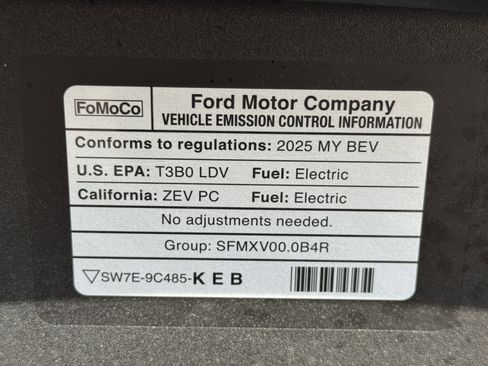 FoMoCo
Ford Motor Company
VEHICLE EMISSION CONTROL INFORMATION
Conforms to regulations: 2025 MY BEV
U.S. EPA: T3B0 LDV Fuel: Electric
California: ZEV PC Fuel: Electric
No adjustments needed.
Group: SFMXV00.0B4R
SW7E-9C485-K E B